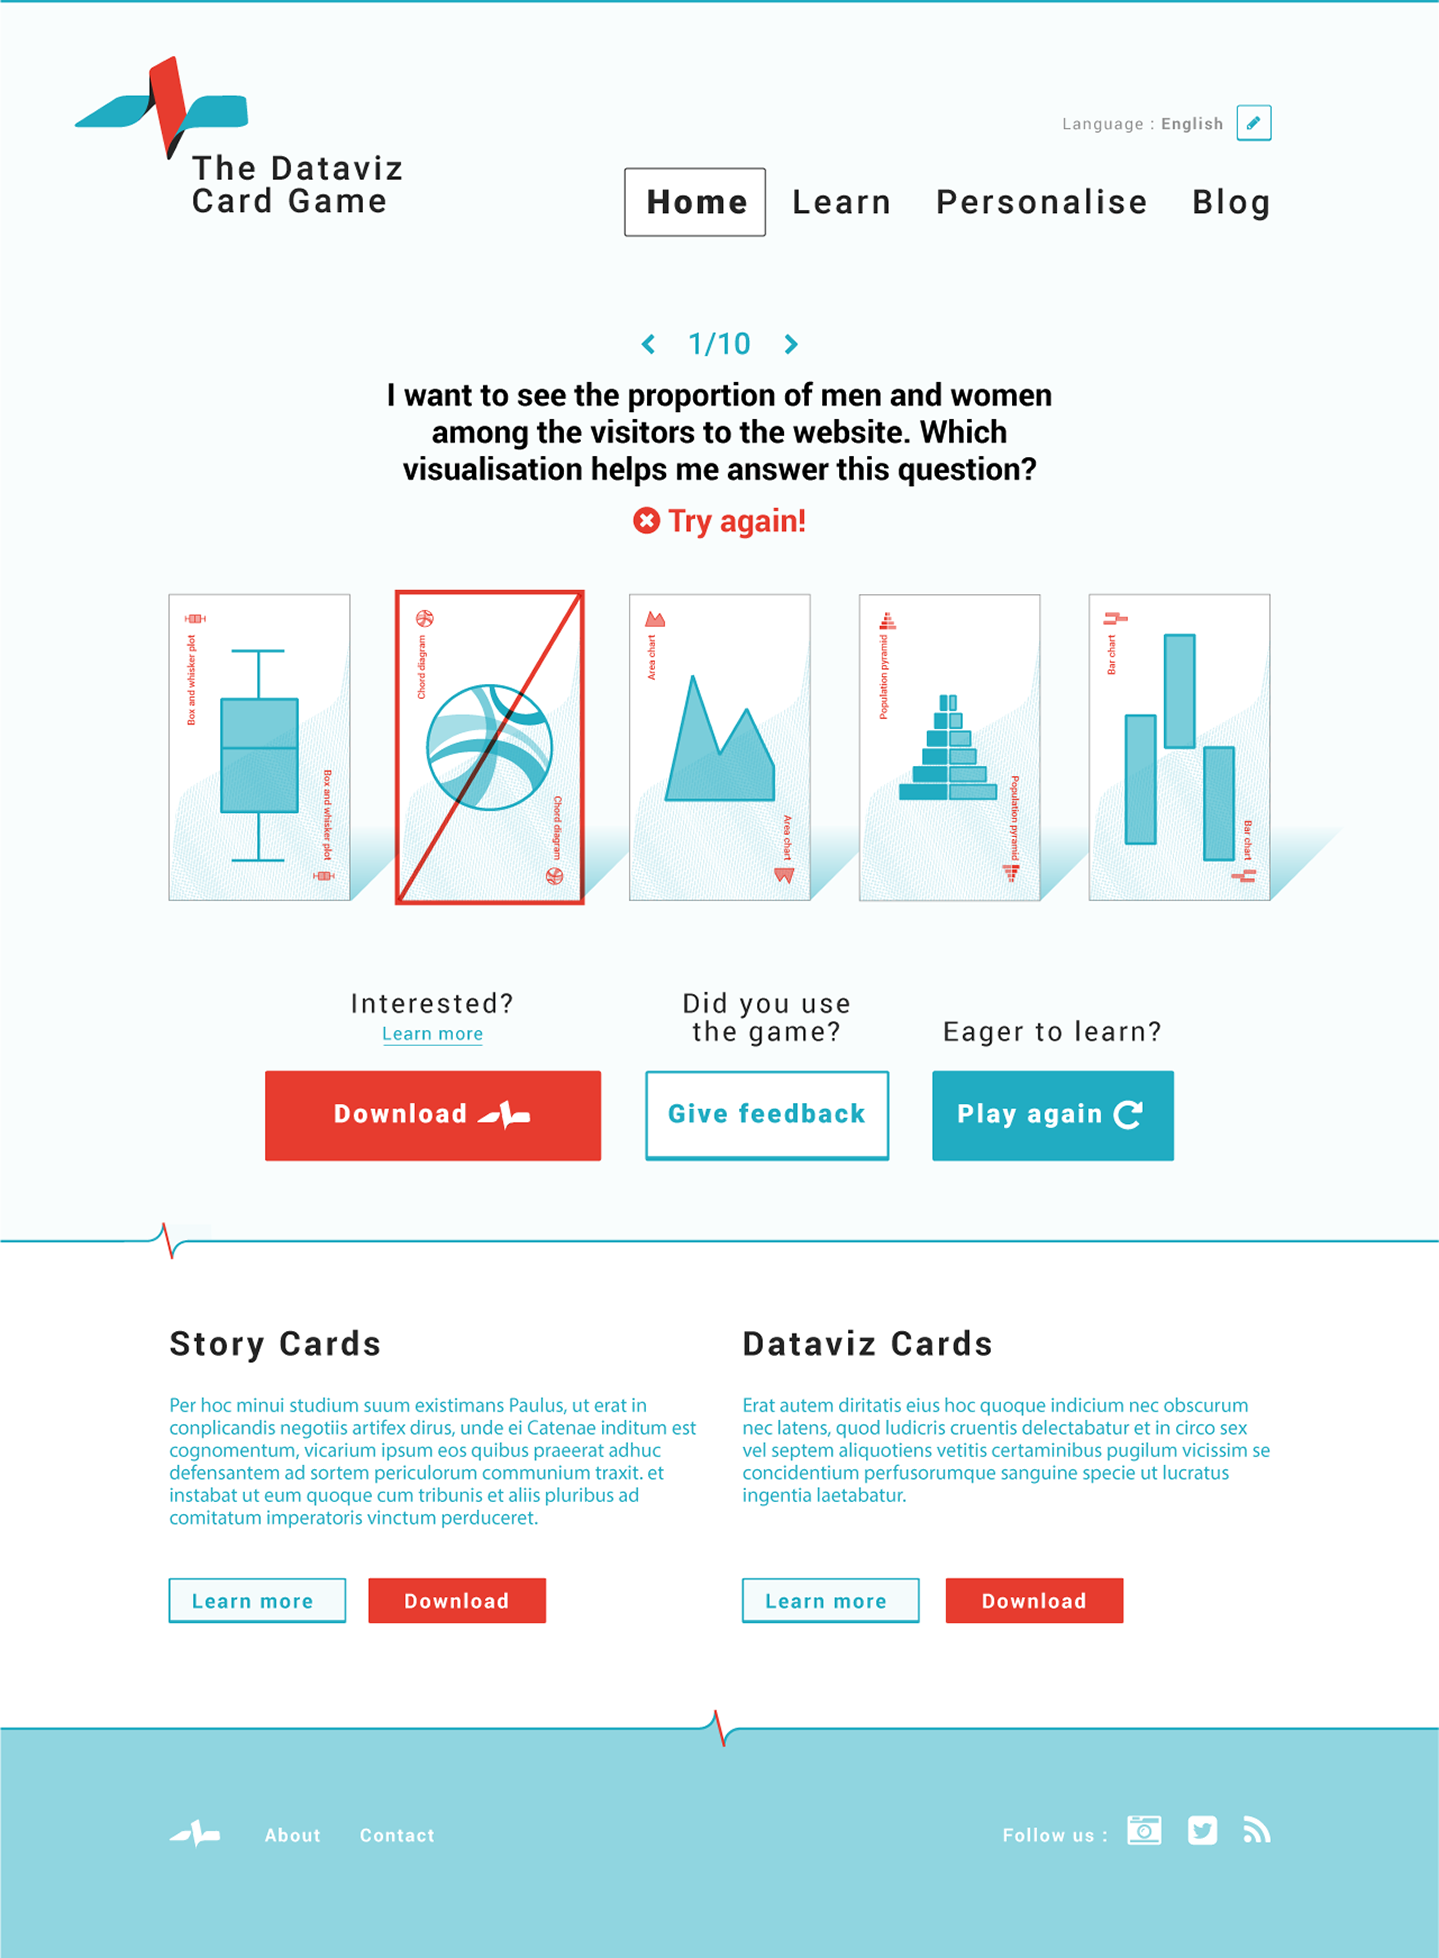 The Dataviz
Card Game
Language : English
Home
Learn
Personalise
Blog
1/10
I want to see the proportion of men and women
among the visitors to the website. Which
visualisation helps me answer this question?
Try again!
Box and whisker plot
Box and whisker plot
Chord diagram
Chord diagram
Area chart
Area chart
Population pyramid
Population pyramid
Bar chart
Bar chart
Interested?
Learn more
Download
Did you use
the game?
Give feedback
Eager to learn?
Play again
Story Cards
Per hoc minui studium suum existimans Paulus, ut erat in
conplicandis negotiis artifex dirus, unde ei Catenae inditum est
cognomentum, vicarium ipsum eos quibus praeerat adhuc
defensantem ad sortem periculorum communium traxit. et
instabat ut eum quoque cum tribunis et aliis pluribus ad
comitatum imperatoris vinctum perduceret.
Learn more
Download
Dataviz Cards
Erat autem diritatis eius hoc quoque indicium nec obscurum
nec latens, quod ludicris cruentis delectabatur et in circo sex
vel septem aliquotiens vetitis certaminibus pugilum vicissim se
concidentium perfusorumque sanguine specie ut lucratus
ingentia laetabatur.
Learn more
Download
About
Contact
Follow us :